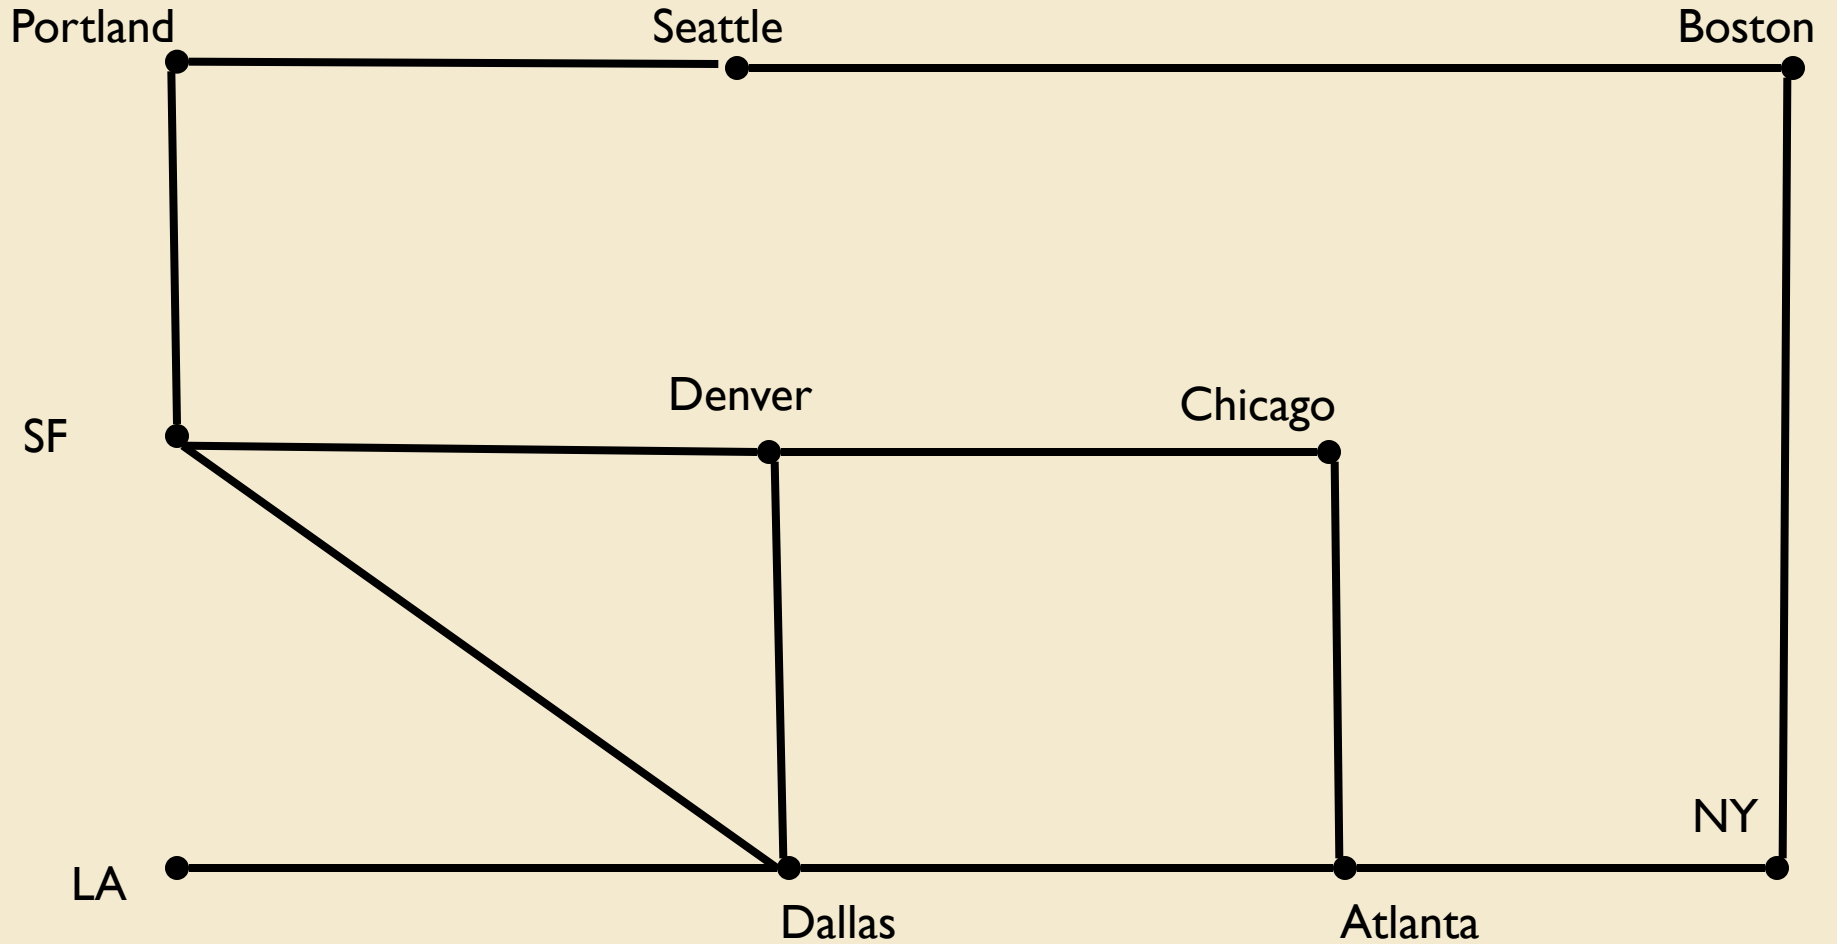 Portland
Seattle
Boston
Denver
Chicago
SF
NY
LA
Dallas
Atlanta